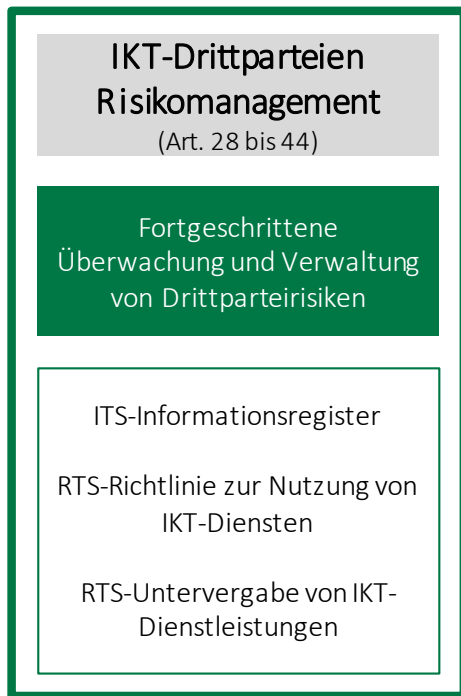 IKT-Drittparteien
Risikomanagement
(Art. 28 bis 44)
Fortgeschrittene
Überwachung und Verwaltung
von Drittparteirisiken
ITS-Informationsregister
RTS-Richtlinie zur Nutzung von
IKT-Diensten
RTS-Untervergabe von IKT-
Dienstleistungen